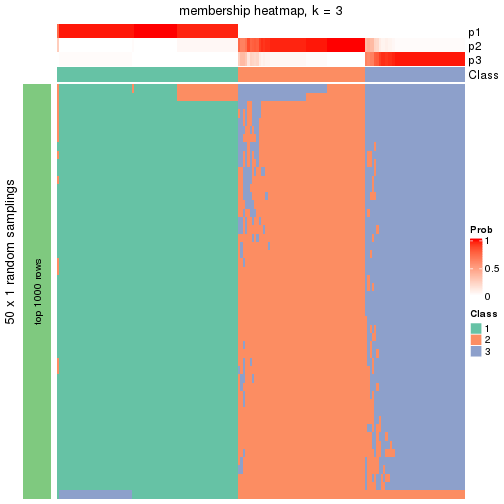 membership heatmap, k = 3
p1
p2
p3
Class
50 x 1 random samplings
top 1000 rows
Prob
1
0.5
0
Class
1
2
3